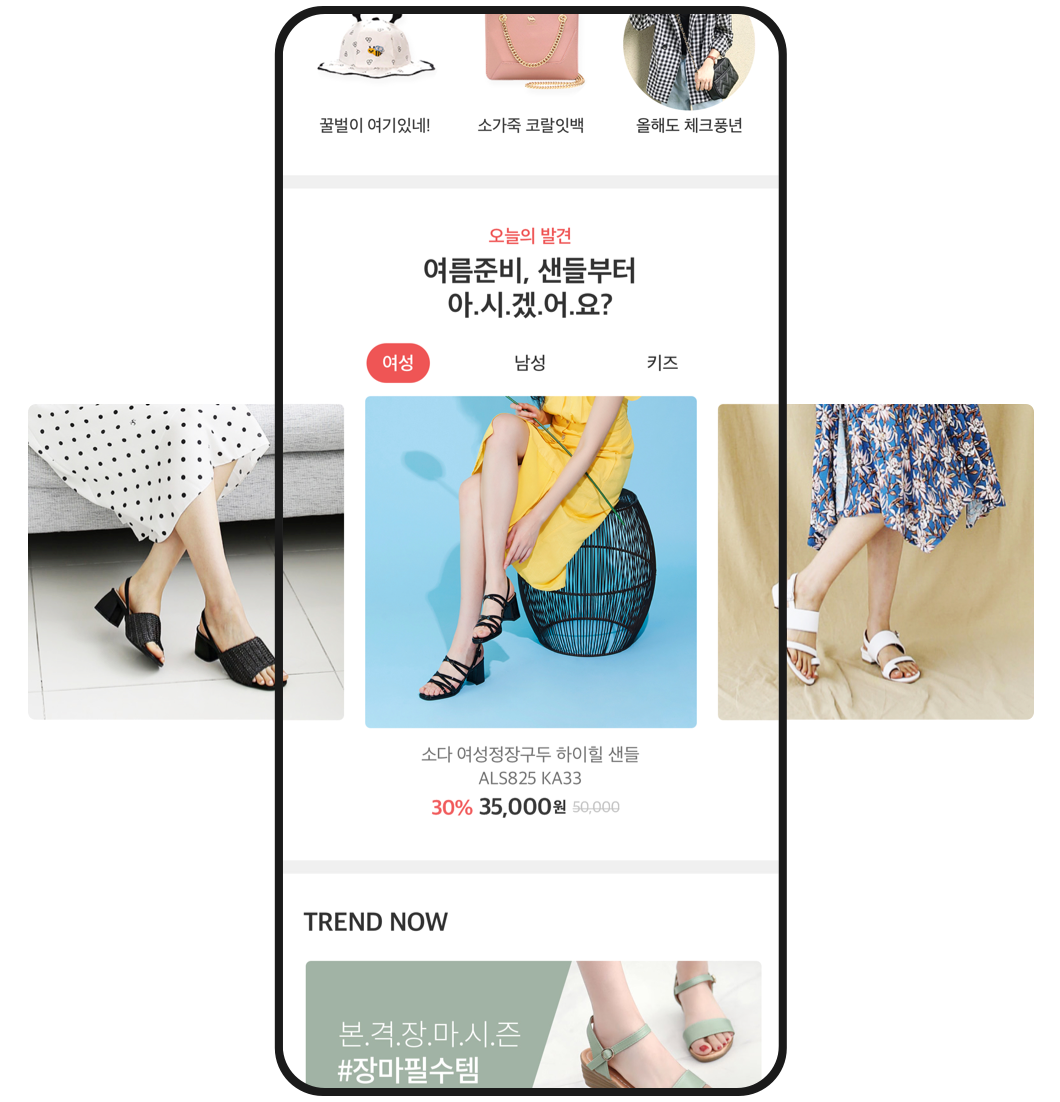 꿀벌이 여기있네!
소가죽 코랄잇백
올해도 체크풍년
오늘의 발견
여름준비, 샌들부터
아.시.겠.어.요?
여성
남성
키즈
소다 여성정장구두 하이힐 샌들
ALS825 KA33
30% 35,000원 50,000
TREND NOW
본.격.장.마.시.즌
#장마필수템